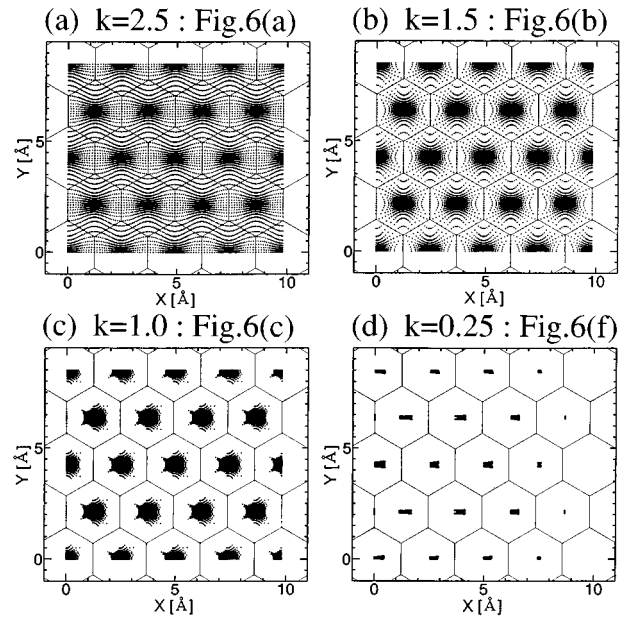 (a) k=2.5 : Fig.6(a)
(b) k=1.5 : Fig.6(b)
Y [Å]
5
0
0
5
10
X [Å]
Y [Å]
5
0
0
5
10
X [Å]
(c) k=1.0 : Fig.6(c)
(d) k=0.25 : Fig.6(f)
Y [Å]
5
0
0
5
10
X [Å]
Y [Å]
5
0
0
5
10
X [Å]